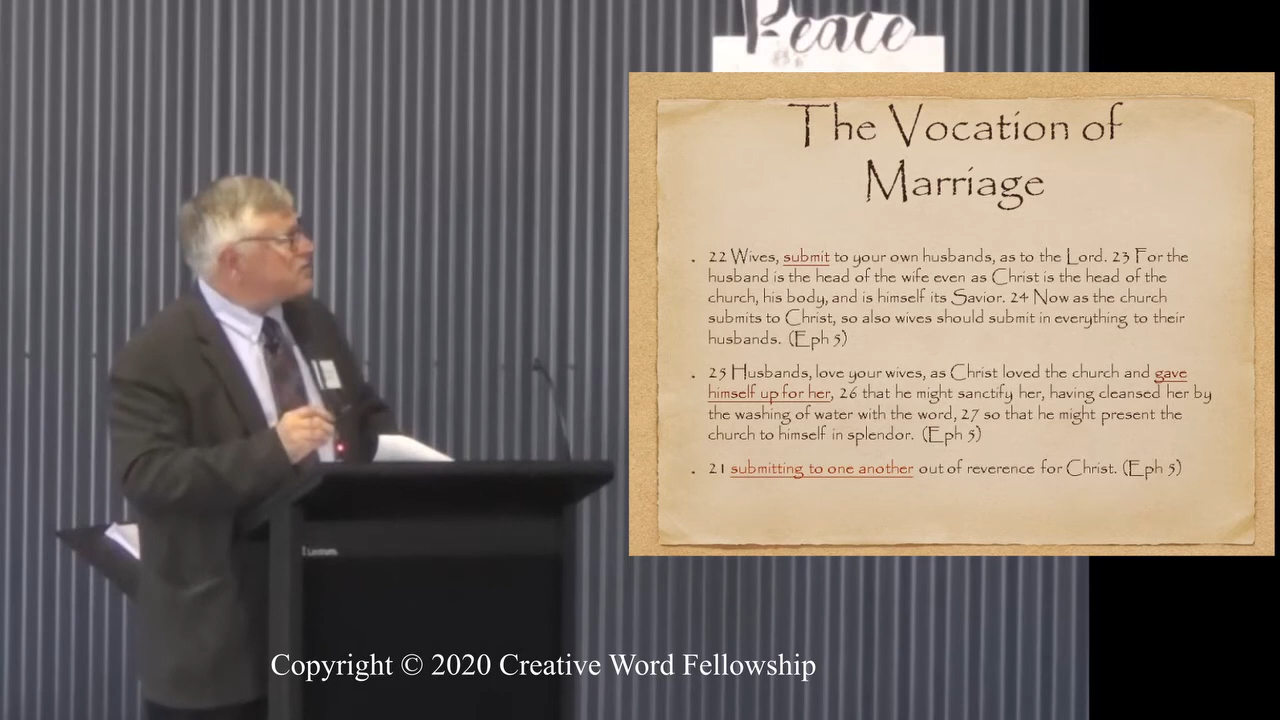 Peace
The Vocation of
Marriage
. 22 Wives, submit to your own husbands, as to the Lord. 23 For the
husband is the head of the wife even as Christ is the head of the
church, his body, and is himself its Savior. 24 Now as the church
submits to Christ, so also wives should submit in everything to their
husbands. (Eph 5)
. 25 Husbands, love your wives, as Christ loved the church and gave
himself up for her, 26 that he might sanctify her, having cleansed her by
the washing of water with the word, 27 so that he might present the
church to himself in splendor. (Eph 5)
. 21 submitting to one another out of reverence for Christ. (Eph 5)
Copyright © 2020 Creative Word Fellowship